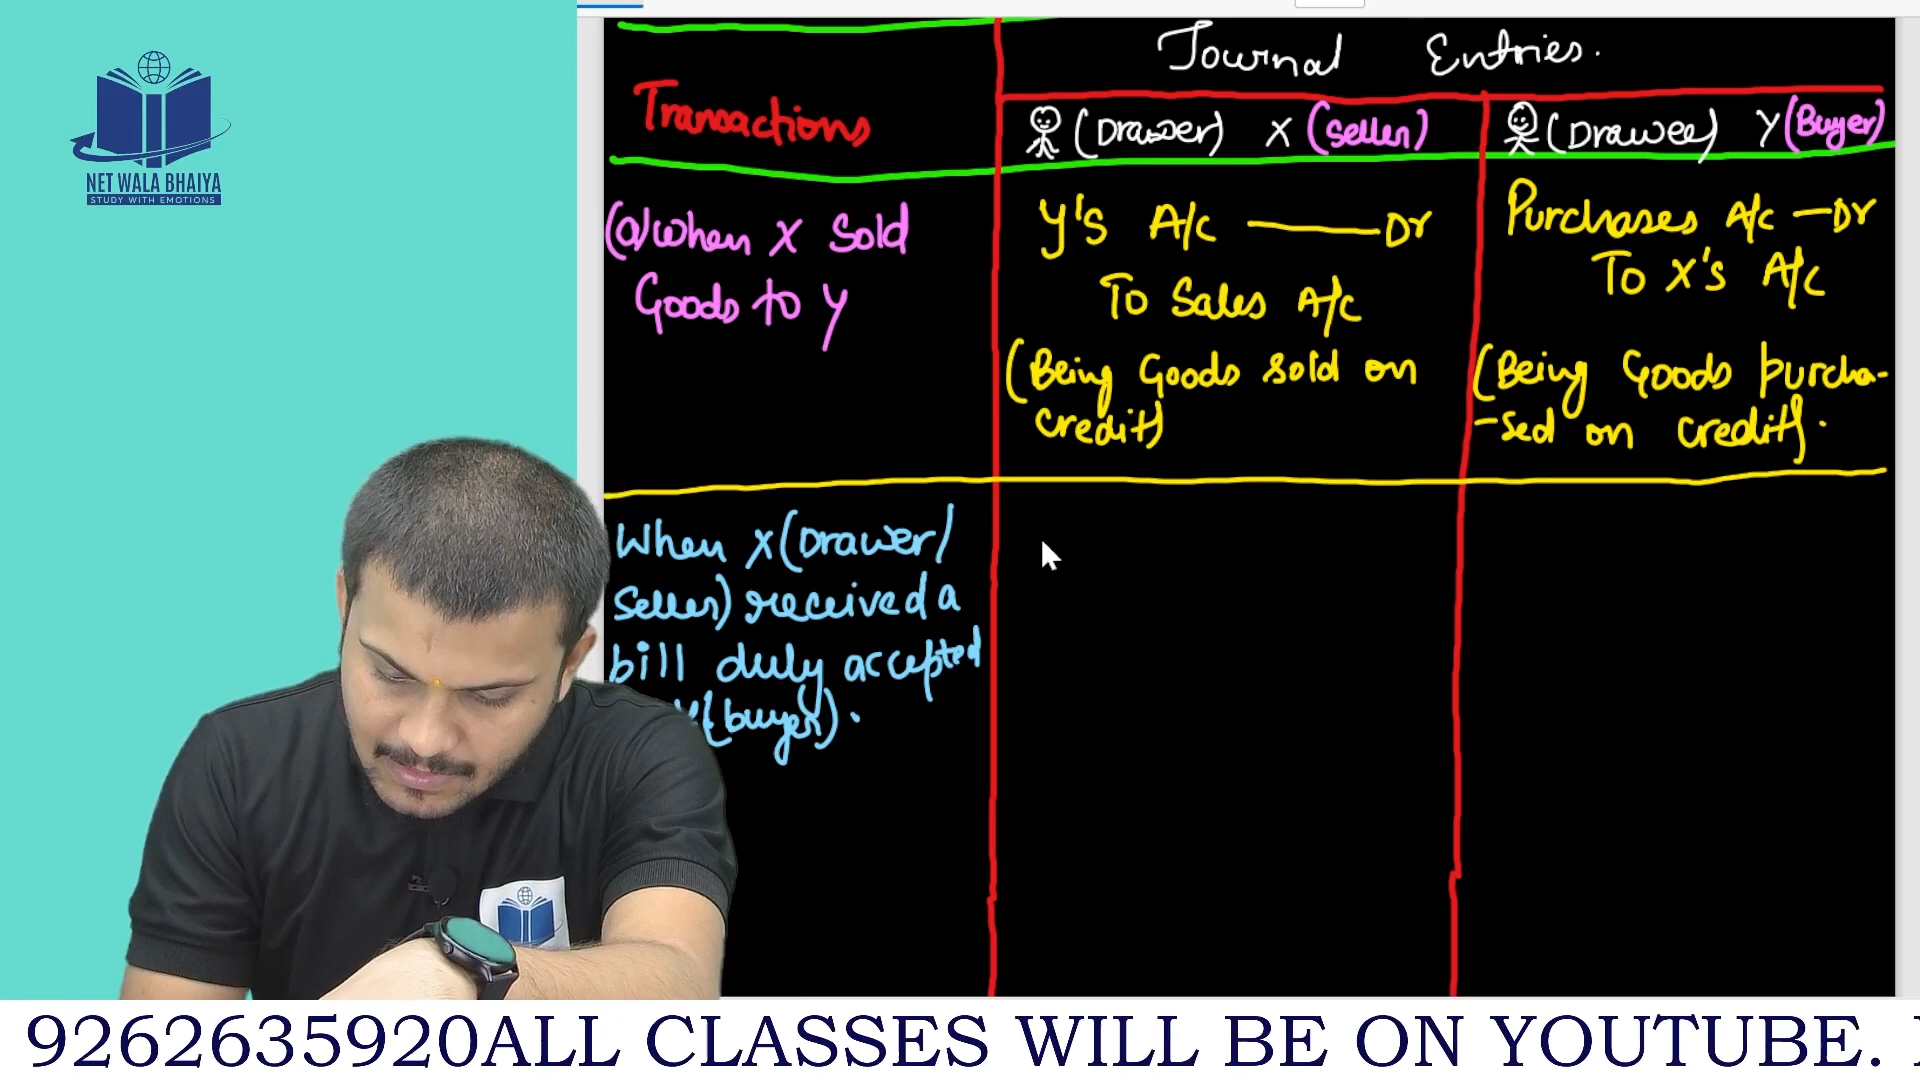 NET WALA BHAIYA
STUDY WITH EMOTIONS
Journal Entries.
Transactions
(Drawer) X (Seller)
(Drawee) Y (Buyer)
(a) When X Sold
Goods to Y
Y's A/c — Dr
To Sales A/c
(Being Goods sold on
credit)
Purchases A/c — Dr
To X's A/c
(Being Goods purcha-
-sed on credit).
When X (Drawer/
Seller) received a
bill duly accepted
(buyer).
9262635920ALL CLASSES WILL BE ON YOUTUBE.